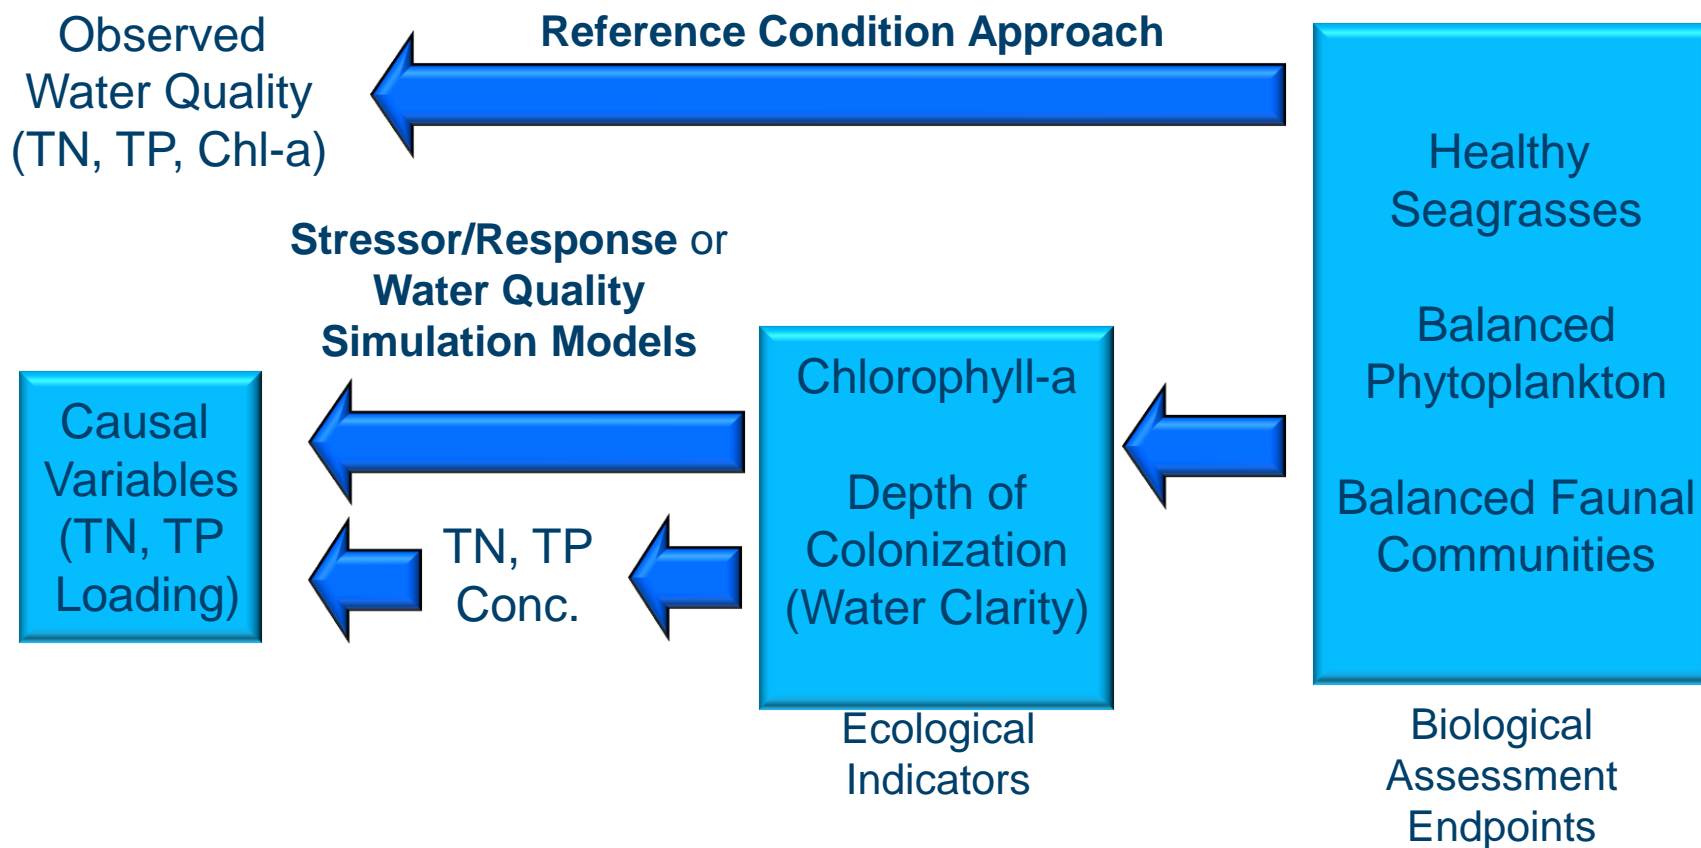 Observed
Water Quality
(TN, TP, Chl-a)
Reference Condition Approach
Healthy
Seagrasses
Balanced
Phytoplankton
Balanced Faunal
Communities
Stressor/Response or
Water Quality
Simulation Models
Causal
Variables
(TN, TP
Loading)
TN, TP
Conc.
Chlorophyll-a
Depth of
Colonization
(Water Clarity)
Ecological
Indicators
Biological
Assessment
Endpoints